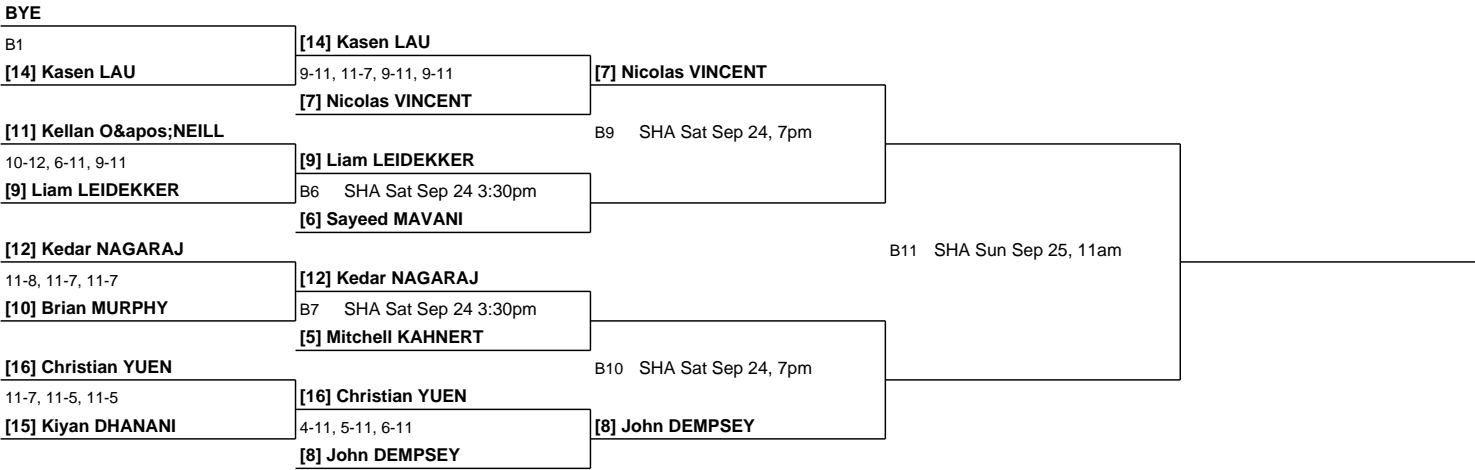 BYE
B1
[14] Kasen LAU
[14] Kasen LAU
9-11, 11-7, 9-11, 9-11
[7] Nicolas VINCENT
[7] Nicolas VINCENT
[11] Kellan O&apos;NEILL
B9 SHA Sat Sep 24, 7pm
10-12, 6-11, 9-11
[9] Liam LEIDEKKER
[9] Liam LEIDEKKER
B6 SHA Sat Sep 24 3:30pm
[6] Sayeed MAVANI
[12] Kedar NAGARAJ
B11 SHA Sun Sep 25, 11am
11-8, 11-7, 11-7
[12] Kedar NAGARAJ
[10] Brian MURPHY
B7 SHA Sat Sep 24 3:30pm
[5] Mitchell KAHNERT
[16] Christian YUEN
B10 SHA Sat Sep 24, 7pm
11-7, 11-5, 11-5
[16] Christian YUEN
[15] Kiyan DHANANI
4-11, 5-11, 6-11
[8] John DEMPSEY
[8] John DEMPSEY